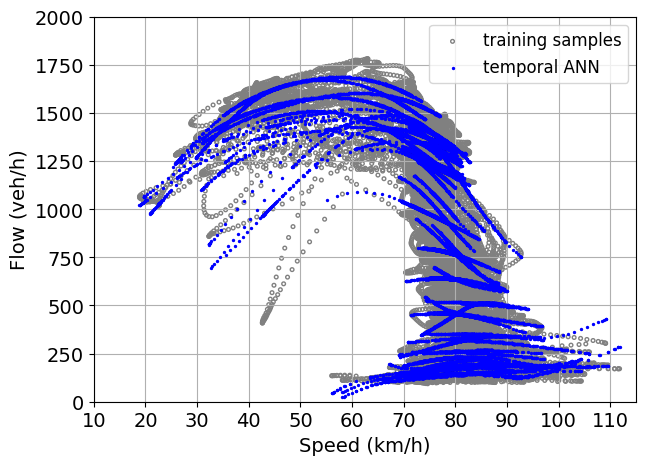 training samples
temporal ANN
Flow (veh/h)
2000
1750
1500
1250
1000
750
500
250
0
10 20 30 40 50 60 70 80 90 100 110
Speed (km/h)